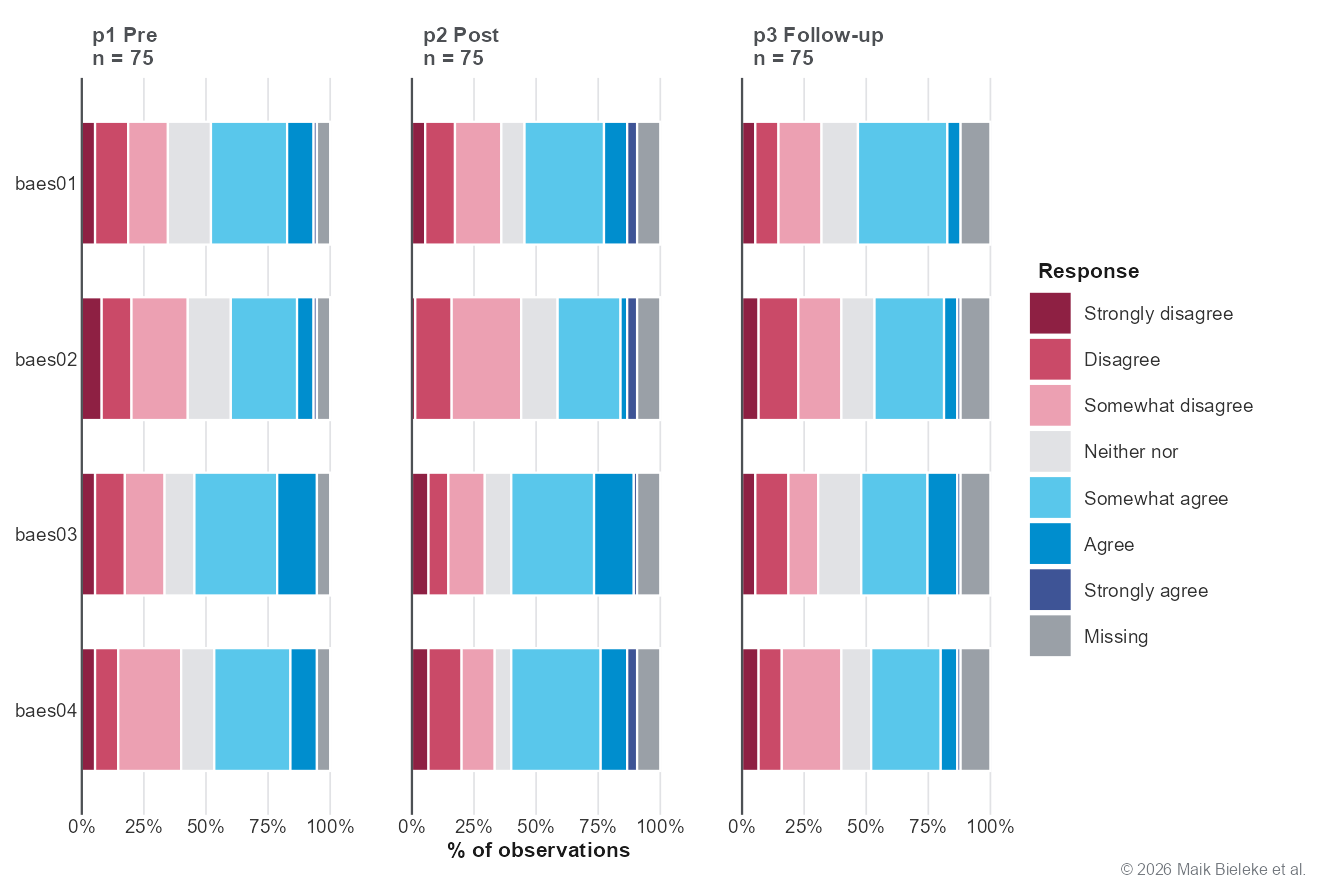 p1 Pre
n = 75
p2 Post
n = 75
p3 Follow-up
n = 75
baes01
baes02
baes03
baes04
0% 25% 50% 75% 100%
0% 25% 50% 75% 100%
0% 25% 50% 75% 100%
% of observations
Response
Strongly disagree
Disagree
Somewhat disagree
Neither nor
Somewhat agree
Agree
Strongly agree
Missing
© 2026 Maik Bieleke et al.